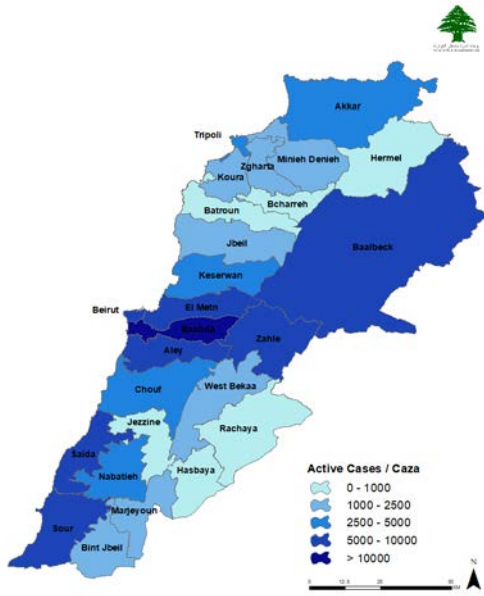 Akkar
Tripoli
Hermel
Minieh Denieh
Zgharta
Koura
Bcharreh
Batroun
Jbeil
Baalbeck
Keserwan
El Metn
Beirut
Baabda
Zahle
Aley
Chouf
West Bekaa
Jezzine
Rachaya
Saida
Hasbaya
Nabatieh
Marjeyoun
Sour
Bint Jbeil
Active Cases / Caza
0 - 1000
1000 - 2500
2500 - 5000
5000 - 10000
> 10000
N